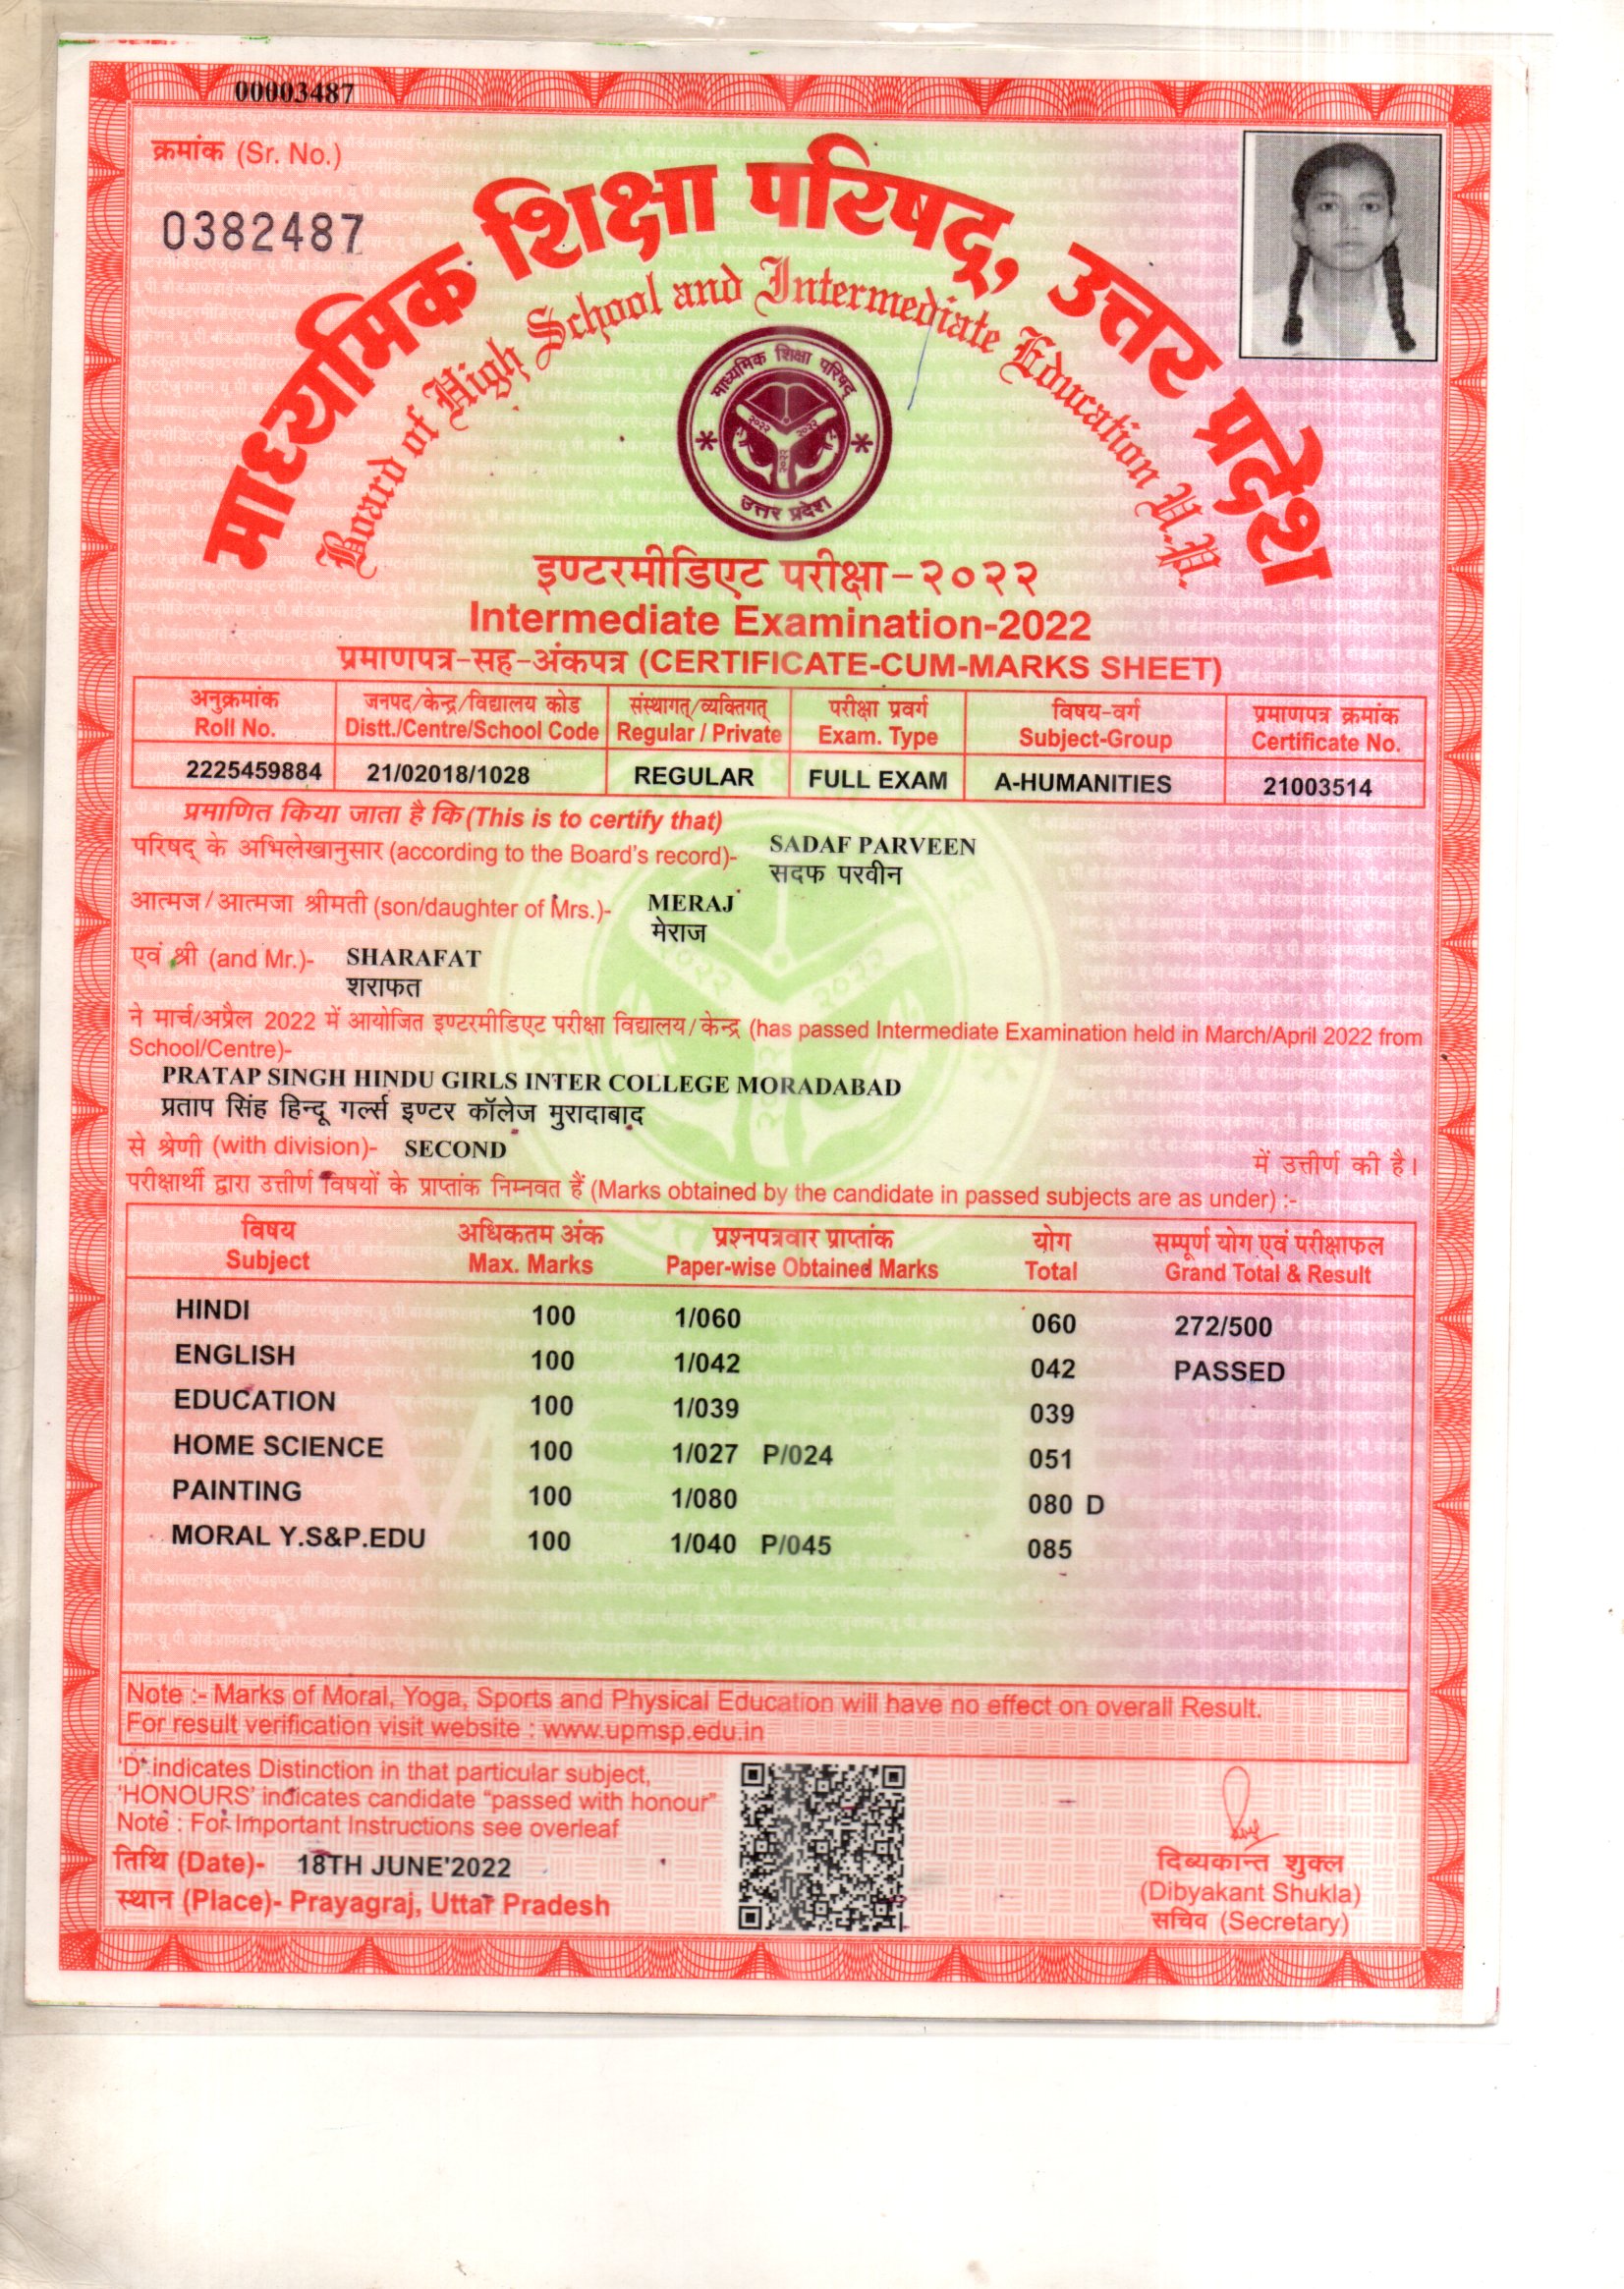 00003487
क्रमांक (Sr. No.)
0382487
माध्यमिक शिक्षा परिषद्, उत्तर प्रदेश
Board of High School and Intermediate Education U.P.
माध्यमिक शिक्षा परिषद्
२०२२ २०२२
२०२२
उत्तर प्रदेश
इण्टरमीडिएट परीक्षा-२०२२
Intermediate Examination-2022
प्रमाणपत्र-सह-अंकपत्र (CERTIFICATE-CUM-MARKS SHEET)
अनुक्रमांक जनपद/केन्द्र/विद्यालय कोड संस्थागत्/व्यक्तिगत् परीक्षा प्रवर्ग विषय-वर्ग प्रमाणपत्र क्रमांक
Roll No. Distt./Centre/School Code Regular / Private Exam. Type Subject-Group Certificate No.
2225459884 21/02018/1028 REGULAR FULL EXAM A-HUMANITIES 21003514
प्रमाणित किया जाता है कि (This is to certify that)
परिषद् के अभिलेखानुसार (according to the Board's record)- SADAF PARVEEN
सदफ परवीन
आत्मज/आत्मजा श्रीमती (son/daughter of Mrs.)- MERAJ
मेराज
एवं श्री (and Mr.)- SHARAFAT
शराफत
ने मार्च/अप्रैल 2022 में आयोजित इण्टरमीडिएट परीक्षा विद्यालय/केन्द्र (has passed Intermediate Examination held in March/April 2022 from
School/Centre)-
PRATAP SINGH HINDU GIRLS INTER COLLEGE MORADABAD
प्रताप सिंह हिन्दू गर्ल्स इण्टर कॉलेज मुरादाबाद
से श्रेणी (with division)- SECOND में उत्तीर्ण की है।
परीक्षार्थी द्वारा उत्तीर्ण विषयों के प्राप्तांक निम्नवत हैं (Marks obtained by the candidate in passed subjects are as under) :-
विषय अधिकतम अंक प्रश्नपत्रवार प्राप्तांक योग सम्पूर्ण योग एवं परीक्षाफल
Subject Max. Marks Paper-wise Obtained Marks Total Grand Total & Result
HINDI 100 1/060 060 272/500
ENGLISH 100 1/042 042 PASSED
EDUCATION 100 1/039 039
HOME SCIENCE 100 1/027 P/024 051
PAINTING 100 1/080 080 D
MORAL Y.S&P.EDU 100 1/040 P/045 085
Note :- Marks of Moral, Yoga, Sports and Physical Education will have no effect on overall Result.
For result verification visit website : www.upmsp.edu.in
'D' indicates Distinction in that particular subject,
'HONOURS' indicates candidate "passed with honour"
Note : For Important Instructions see overleaf
तिथि (Date)- 18TH JUNE'2022
स्थान (Place)- Prayagraj, Uttar Pradesh
दिब्यकान्त शुक्ल
(Dibyakant Shukla)
सचिव (Secretary)